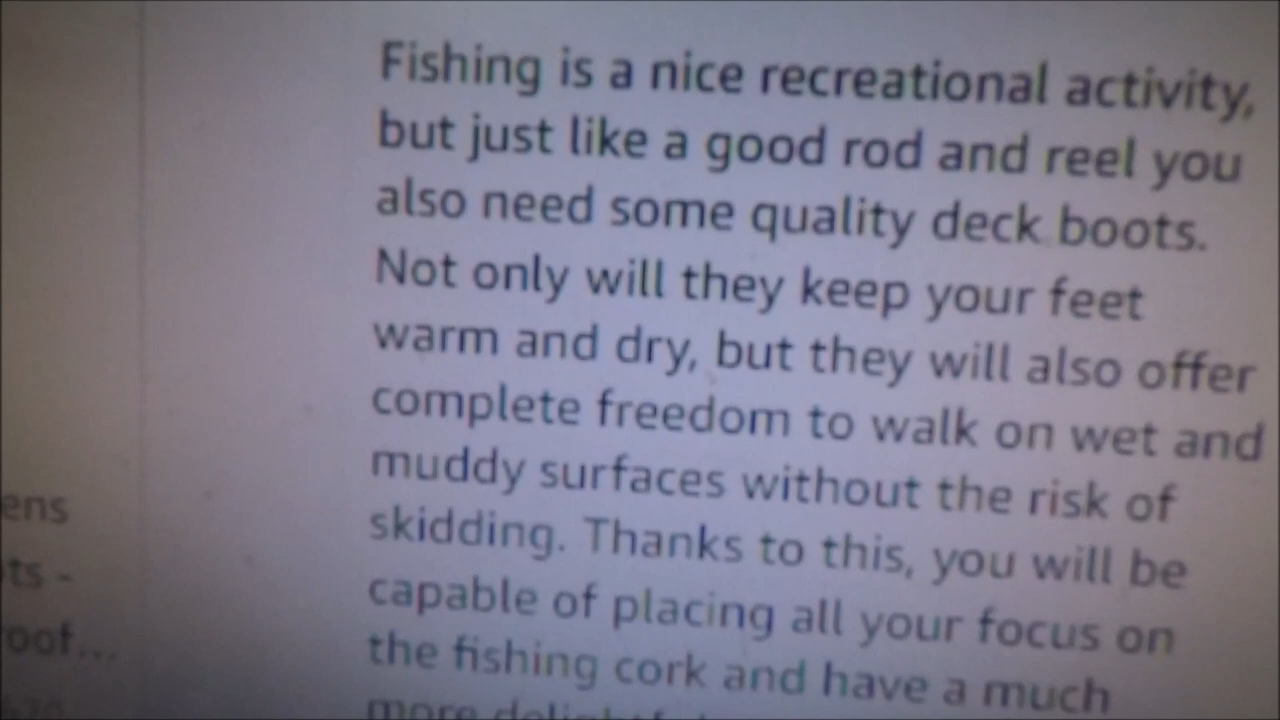 Fishing is a nice recreational activity,
but just like a good rod and reel you
also need some quality deck boots.
Not only will they keep your feet
warm and dry, but they will also offer
complete freedom to walk on wet and
muddy surfaces without the risk of
skidding. Thanks to this, you will be
capable of placing all your focus on
the fishing cork and have a much
more
ens
ts -
oof...